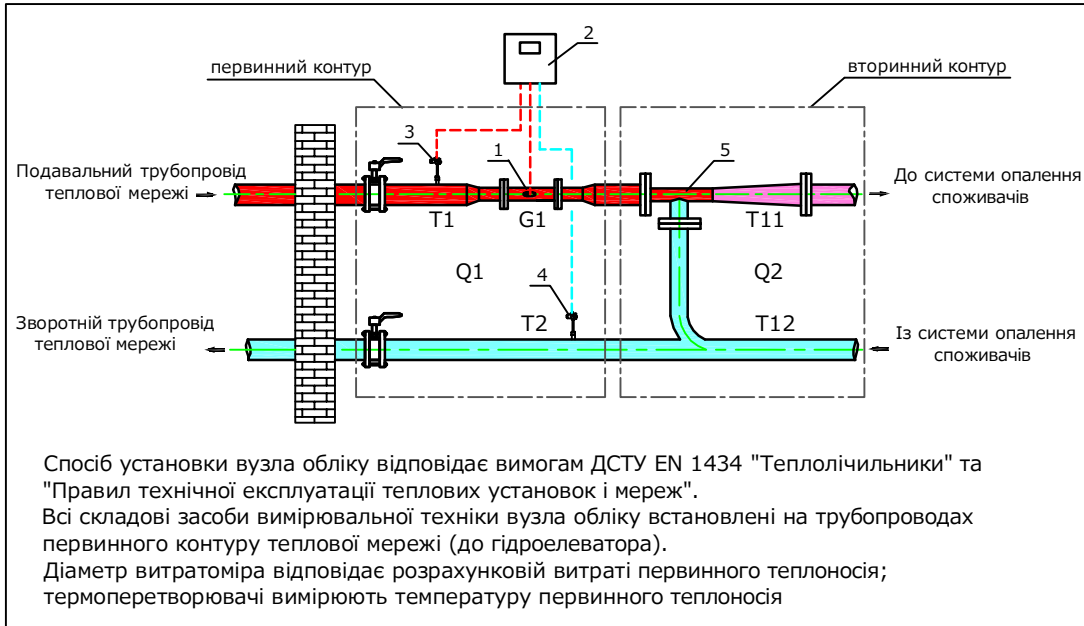 2
первинний контур
вторинний контур
3
1
5
Подавальний трубопровід
теплової мережі
До системи опалення
споживачів
T1
G1
T11
Q1
Q2
4
Зворотній трубопровід
теплової мережі
T2
T12
Із системи опалення
споживачів
Спосіб установки вузла обліку відповідає вимогам ДСТУ EN 1434 "Теплолічильники" та
"Правил технічної експлуатації теплових установок і мереж".
Всі складові засоби вимірювальної техніки вузла обліку встановлені на трубопроводах
первинного контуру теплової мережі (до гідроелеватора).
Діаметр витратоміра відповідає розрахунковій витраті первинного теплоносія;
термоперетворювачі вимірюють температуру первинного теплоносія